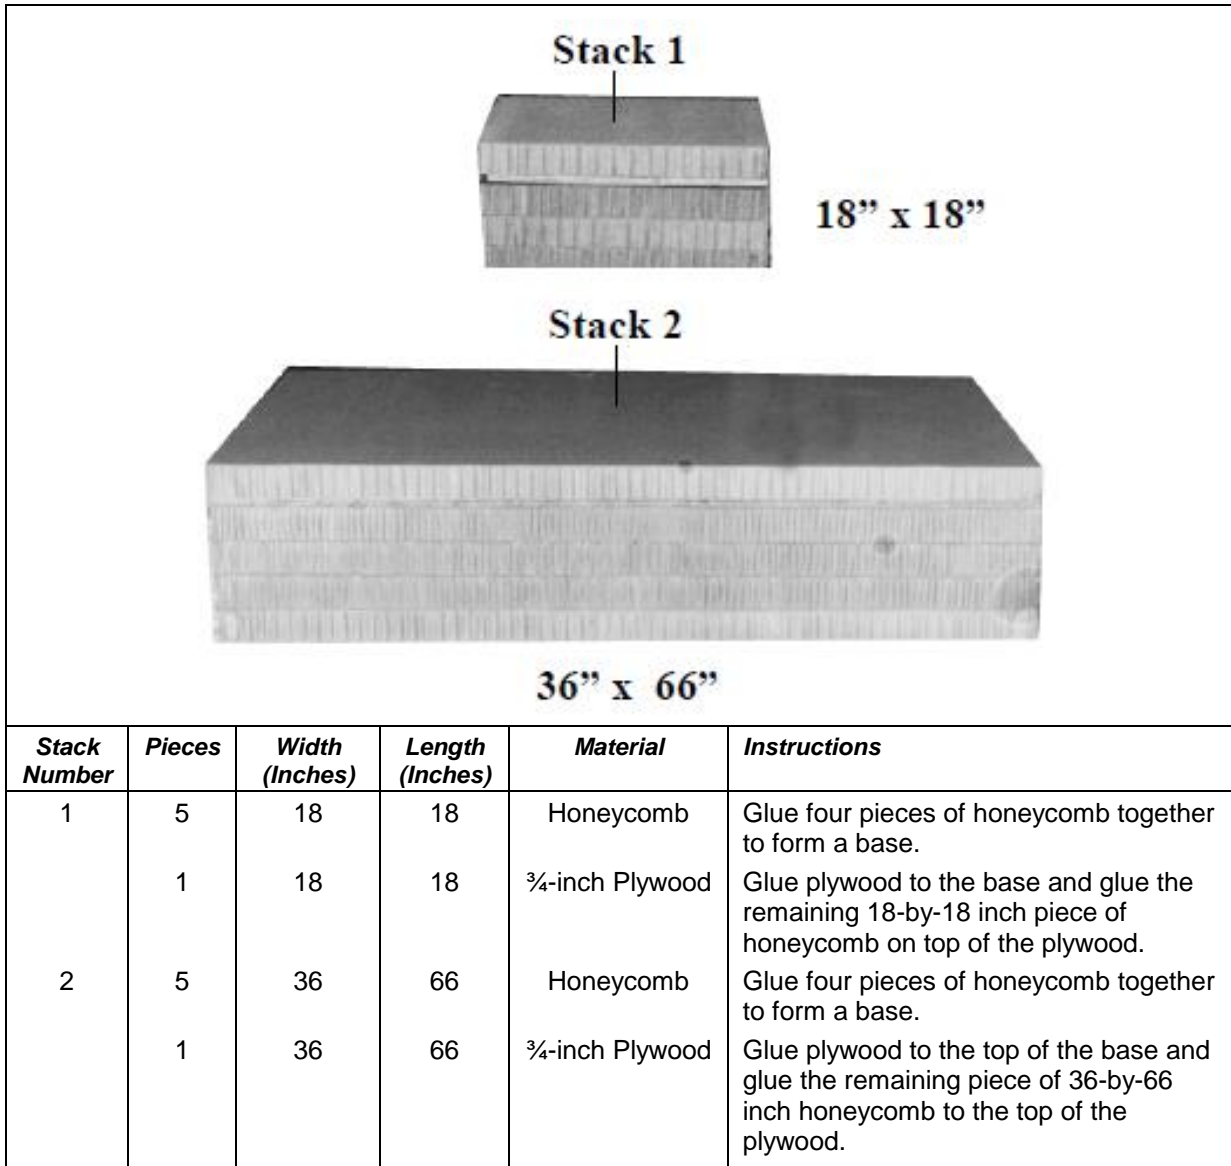 Stack 1
18” x 18”
Stack 2
36” x 66”
Stack Number Pieces Width (Inches) Length (Inches) Material Instructions
1 5 18 18 Honeycomb Glue four pieces of honeycomb together
to form a base.
1 18 18 ¾-inch Plywood Glue plywood to the base and glue the
remaining 18-by-18 inch piece of
honeycomb on top of the plywood.
2 5 36 66 Honeycomb Glue four pieces of honeycomb together
to form a base.
1 36 66 ¾-inch Plywood Glue plywood to the top of the base and
glue the remaining piece of 36-by-66
inch honeycomb to the top of the
plywood.